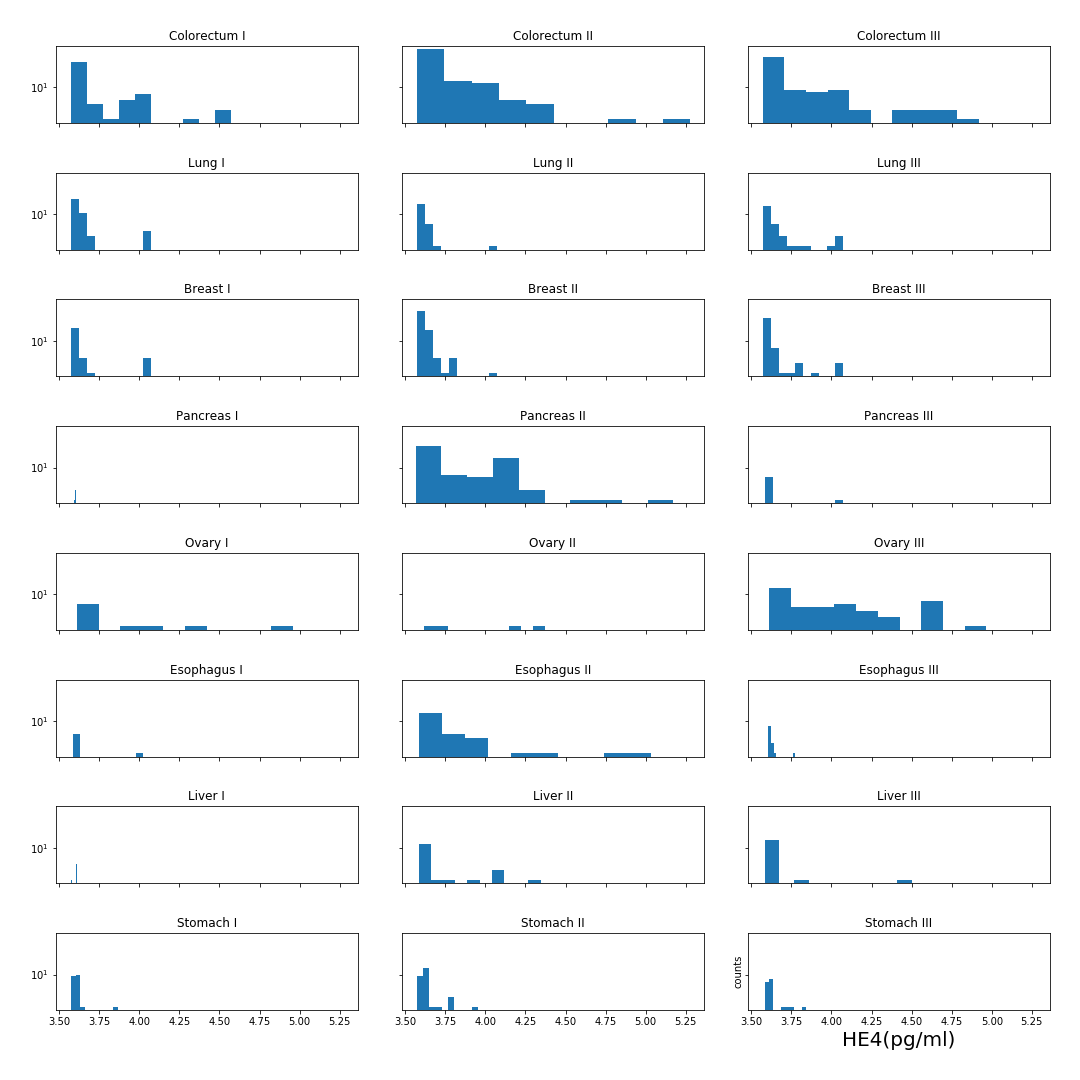 Colorectum I
Colorectum II
Colorectum III
10¹
Lung I
Lung II
Lung III
10¹
Breast I
Breast II
Breast III
10¹
Pancreas I
Pancreas II
Pancreas III
10¹
Ovary I
Ovary II
Ovary III
10¹
Esophagus I
Esophagus II
Esophagus III
10¹
Liver I
Liver II
Liver III
10¹
Stomach I
Stomach II
Stomach III
10¹
counts
3.50 3.75 4.00 4.25 4.50 4.75 5.00 5.25
3.50 3.75 4.00 4.25 4.50 4.75 5.00 5.25
3.50 3.75 4.00 4.25 4.50 4.75 5.00 5.25
HE4(pg/ml)